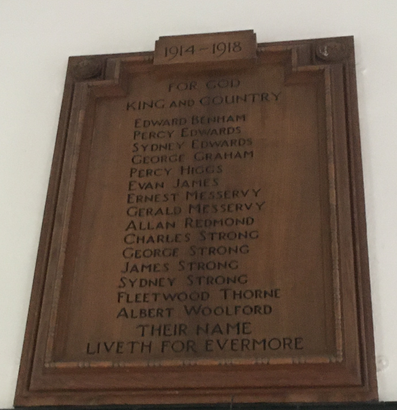 1914-1918
FOR GOD
KING AND COUNTRY
EDWARD BENHAM
PERCY EDWARDS
SYDNEY EDWARDS
GEORGE GRAHAM
PERCY HIGGS
EVAN JAMES
ERNEST MESSERVY
GERALD MESSERVY
ALLAN REDMOND
CHARLES STRONG
GEORGE STRONG
JAMES STRONG
SYDNEY STRONG
FLEETWOOD THORNE
ALBERT WOOLFORD
THEIR NAME
LIVETH FOR EVERMORE